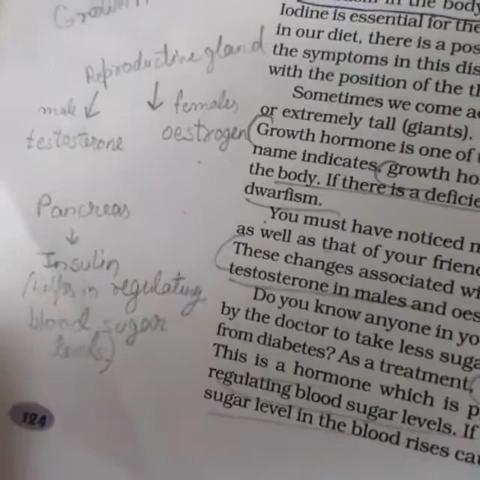 in the body
Iodine is essential for the
in our diet, there is a pos
the symptoms in this dis
with the position of the th
Sometimes we come a
or extremely tall (giants).
Growth hormone is one of
name indicates, growth ho
the body. If there is a deficie
dwarfism.
You must have noticed
as well as that of your frien
These changes associated wi
testosterone in males and oes
Do you know anyone in yo
by the doctor to take less suga
from diabetes? As a treatment,
This is a hormone which is p
regulating blood sugar levels. If
sugar level in the blood rises ca
Reproductive gland
male females
testosterone oestrogen
Pancreas
Insulin
(helps in regulating
blood sugar
levels)
124